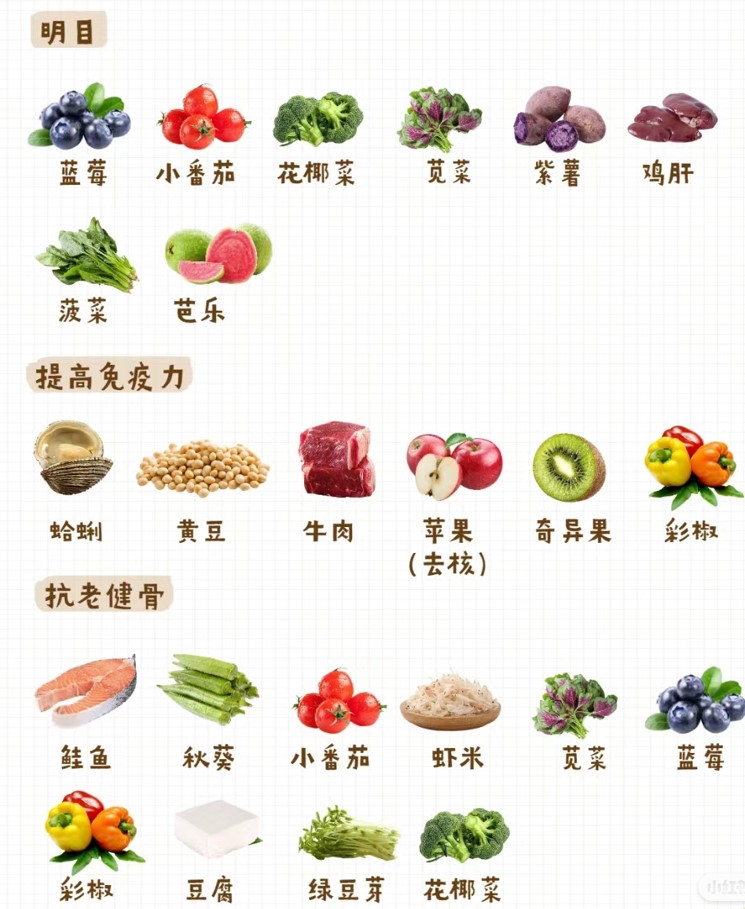 明目
蓝莓 小番茄 花椰菜 苋菜 紫薯 鸡肝
菠菜 芭乐
提高免疫力
蛤蜊 黄豆 牛肉 苹果 奇异果 彩椒
(去核)
抗老健骨
鲑鱼 秋葵 小番茄 虾米 苋菜 蓝莓
彩椒 豆腐 绿豆芽 花椰菜